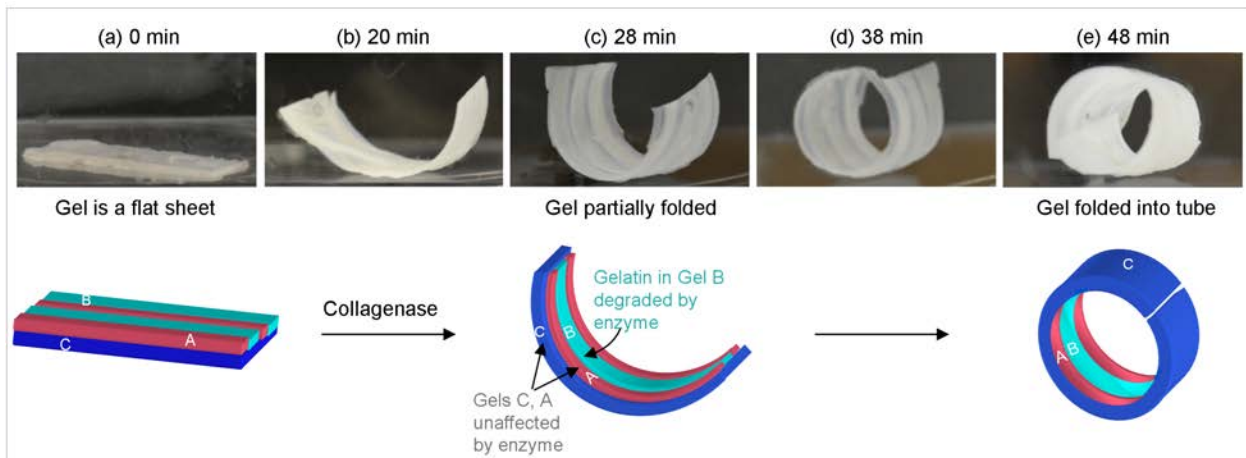 (a) 0 min
(b) 20 min
(c) 28 min
(d) 38 min
(e) 48 min
Gel is a flat sheet
Gel partially folded
Gel folded into tube
B
A
C
Collagenase
Gelatin in Gel B
degraded by
enzyme
C
B
A
Gels C, A
unaffected
by enzyme
C
A
B